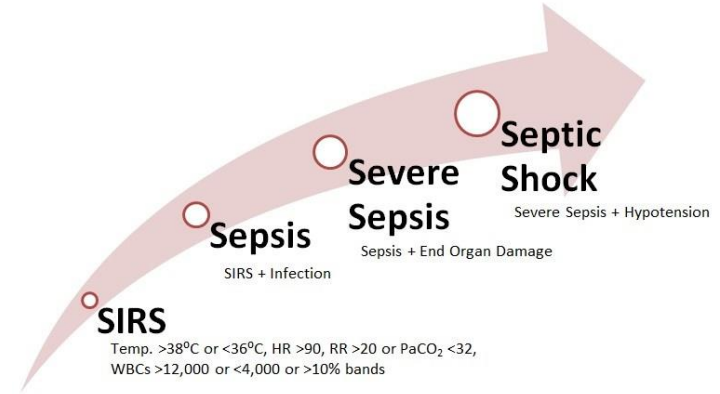 Septic
Shock
Severe Sepsis + Hypotension
Severe
Sepsis
Sepsis + End Organ Damage
Sepsis
SIRS + Infection
SIRS
Temp. >38⁰C or <36⁰C, HR >90, RR >20 or PaCO₂ <32,
WBCs >12,000 or <4,000 or >10% bands